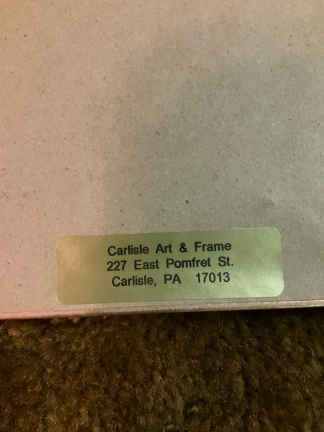 Carlisle Art & Frame
227 East Pomfret St.
Carlisle, PA 17013